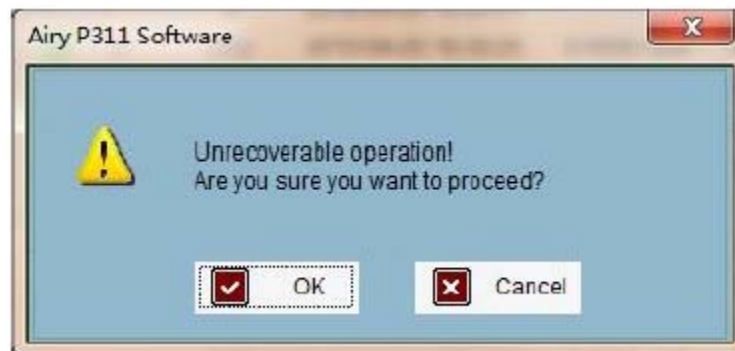 Airy P311 Software
Unrecoverable operation!
Are you sure you want to proceed?
OK
Cancel